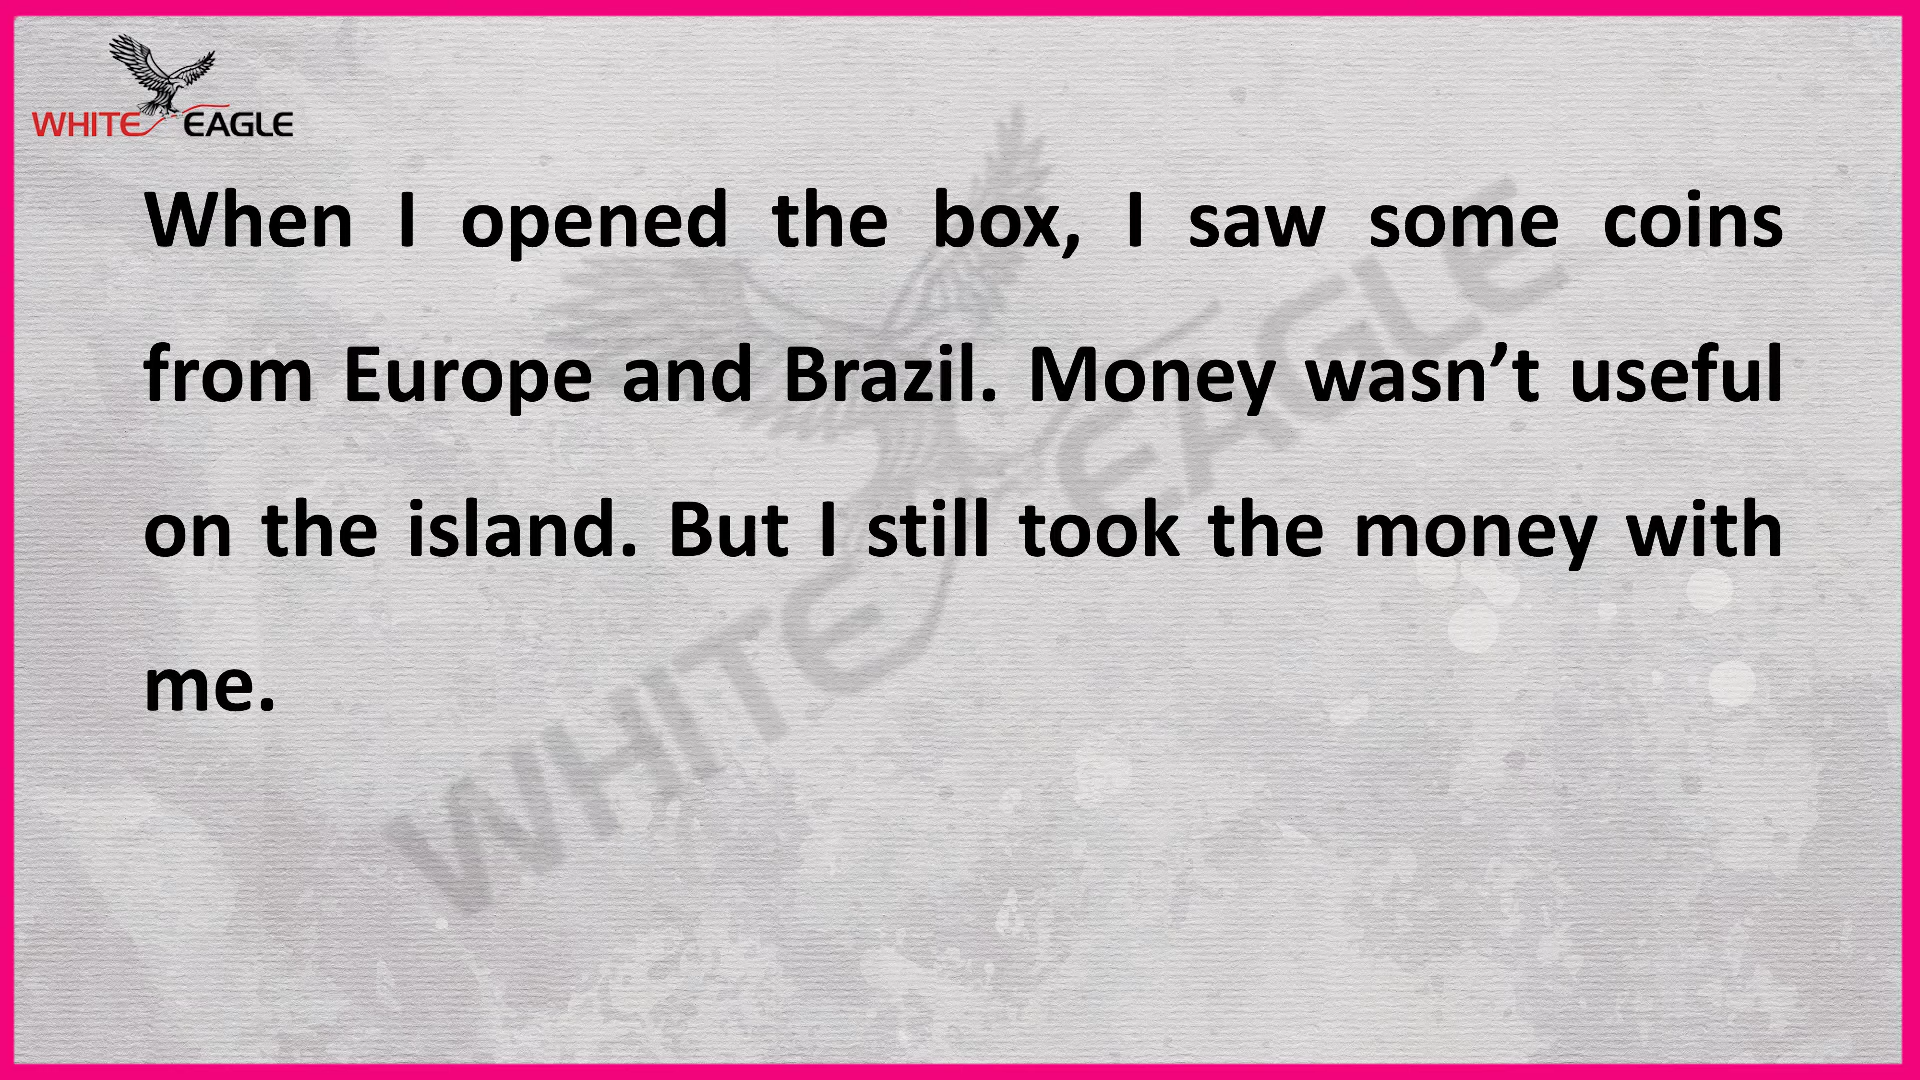 WHITE EAGLE
When I opened the box, I saw some coins
from Europe and Brazil. Money wasn’t useful
on the island. But I still took the money with
me.
WHITE EAGLE